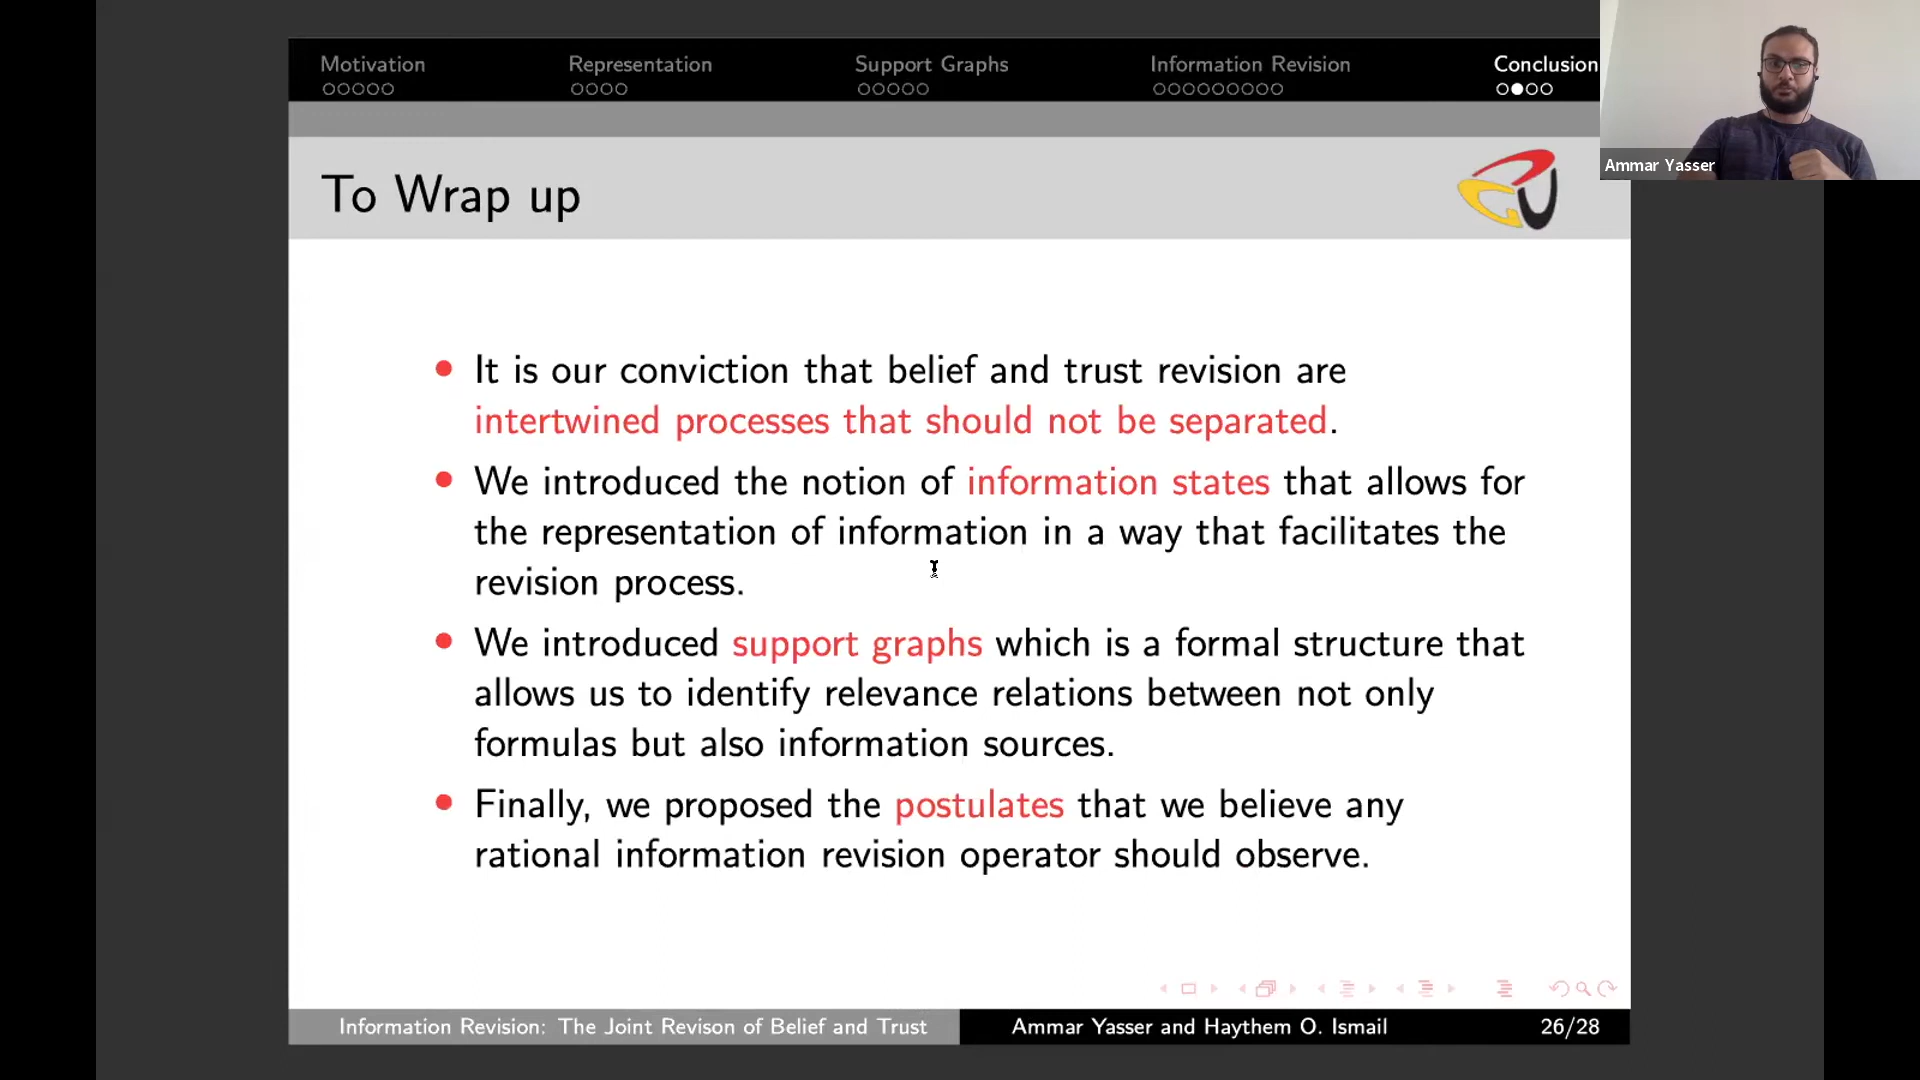 Motivation
Representation
Support Graphs
Information Revision
Conclusion
Ammar Yasser
To Wrap up
It is our conviction that belief and trust revision are
intertwined processes that should not be separated.
We introduced the notion of information states that allows for
the representation of information in a way that facilitates the
revision process.
We introduced support graphs which is a formal structure that
allows us to identify relevance relations between not only
formulas but also information sources.
Finally, we proposed the postulates that we believe any
rational information revision operator should observe.
Information Revision: The Joint Revison of Belief and Trust
Ammar Yasser and Haythem O. Ismail
26/28